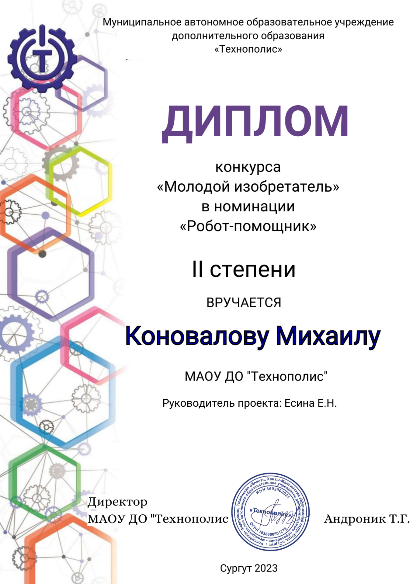 Муниципальное автономное образовательное учреждение
дополнительного образования
«Технополис»
ДИПЛОМ
конкурса
«Молодой изобретатель»
в номинации
«Робот-помощник»
II степени
ВРУЧАЕТСЯ
Коновалову Михаилу
МАОУ ДО "Технополис"
Руководитель проекта: Есина Е.Н.
Директор
МАОУ ДО "Технополис
Андроник Т.Г.
«Технополис»
Сургут 2023